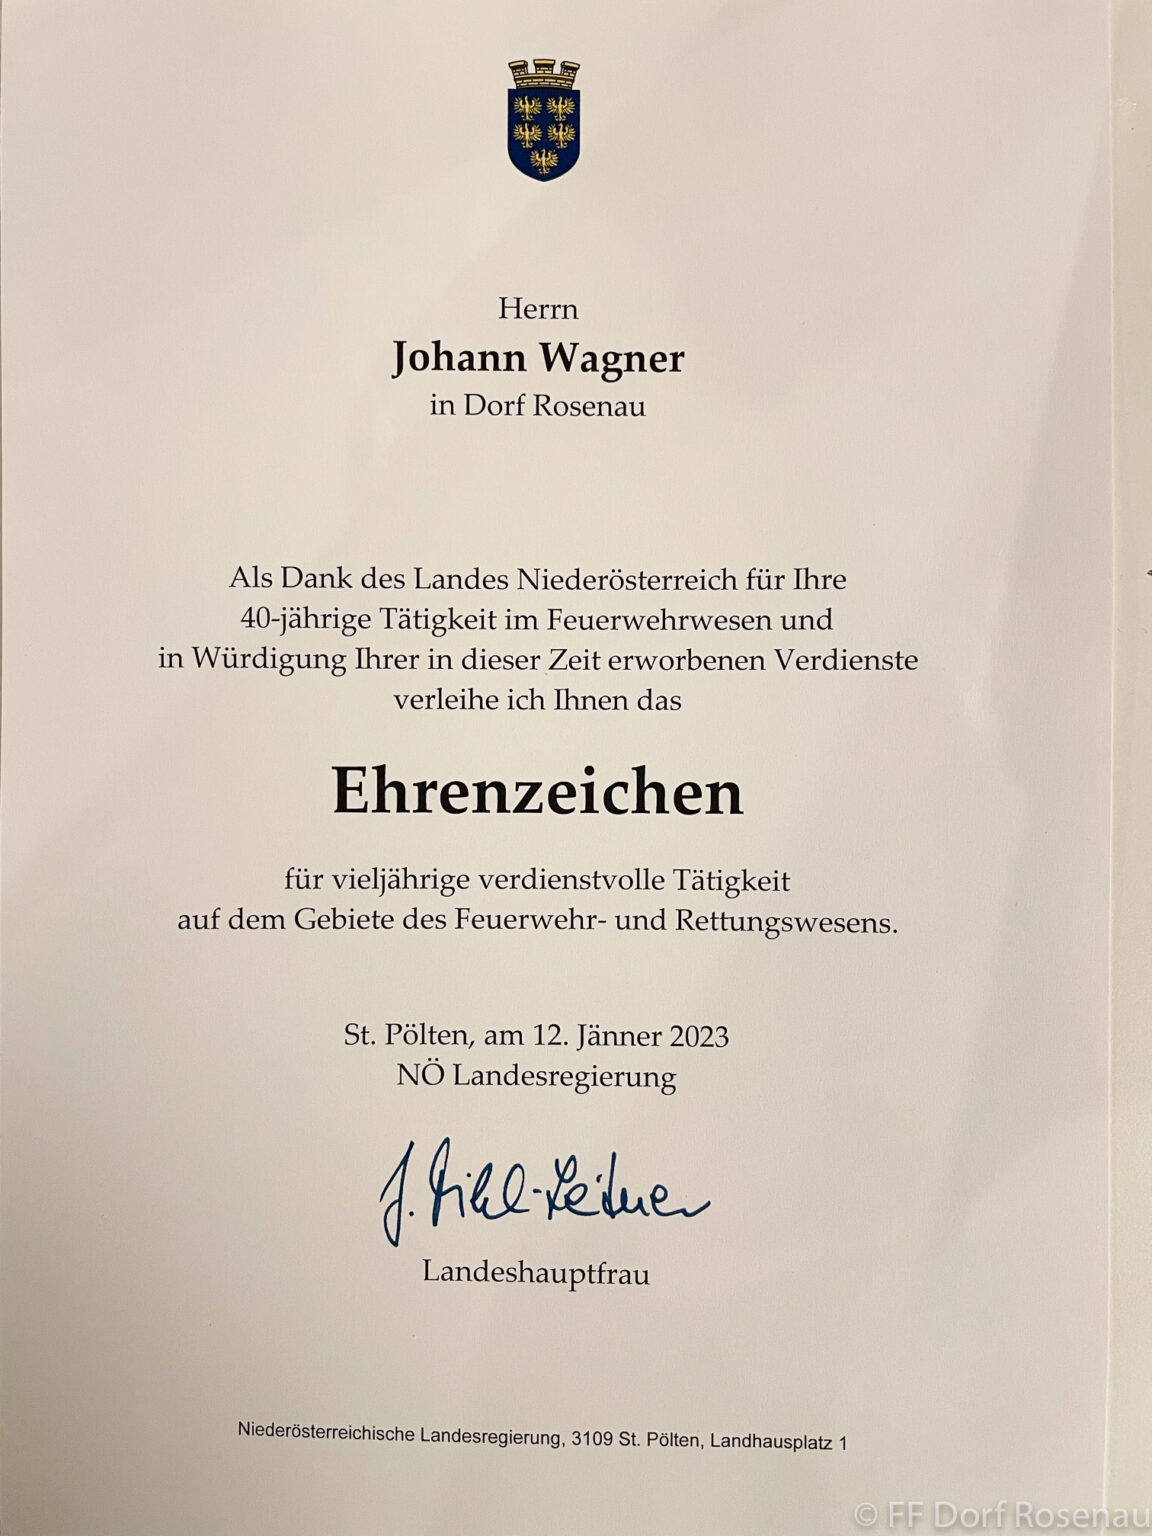 Herrn
Johann Wagner
in Dorf Rosenau
Als Dank des Landes Niederösterreich für Ihre
40-jährige Tätigkeit im Feuerwehrwesen und
in Würdigung Ihrer in dieser Zeit erworbenen Verdienste
verleihe ich Ihnen das
Ehrenzeichen
für vieljährige verdienstvolle Tätigkeit
auf dem Gebiete des Feuerwehr- und Rettungswesens.
St. Pölten, am 12. Jänner 2023
NÖ Landesregierung
J. Mikl-Leitner
Landeshauptfrau
Niederösterreichische Landesregierung, 3109 St. Pölten, Landhausplatz 1
© FF Dorf Rosenau